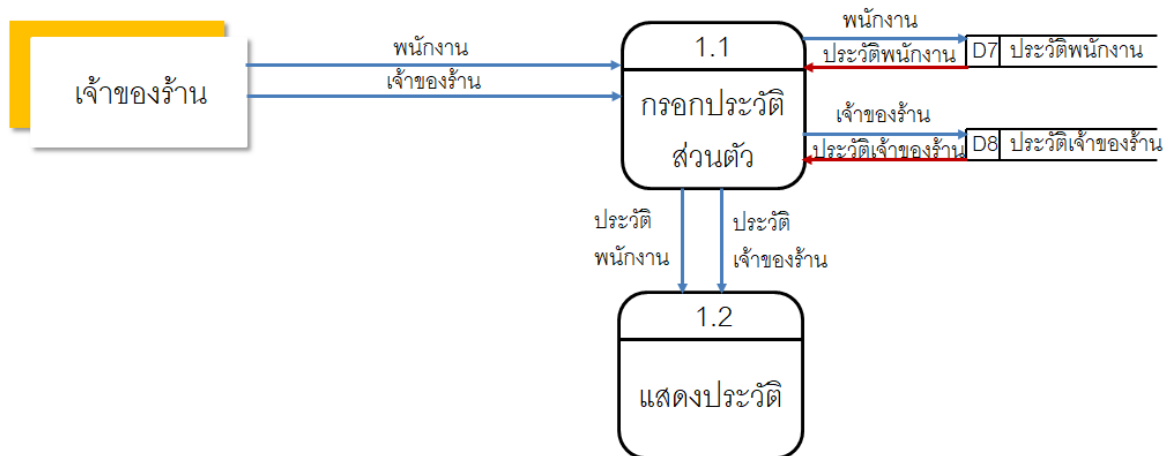 เจ้าของร้าน
พนักงาน
เจ้าของร้าน
1.1
กรอกประวัติ
ส่วนตัว
พนักงาน
ประวัติพนักงาน
D7 ประวัติพนักงาน
เจ้าของร้าน
ประวัติเจ้าของร้าน
D8 ประวัติเจ้าของร้าน
ประวัติ
พนักงาน
ประวัติ
เจ้าของร้าน
1.2
แสดงประวัติ